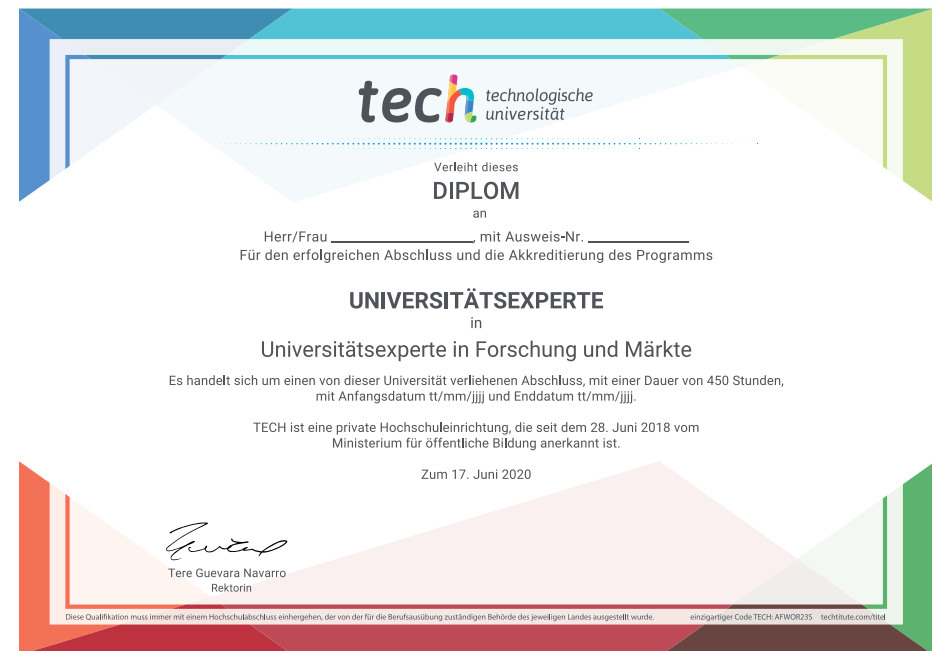 tech technologische
universität
Verleiht dieses
DIPLOM
an
Herr/Frau ____________, mit Ausweis-Nr. ____________
Für den erfolgreichen Abschluss und die Akkreditierung des Programms
UNIVERSITÄTSEXPERTE
in
Universitätsexperte in Forschung und Märkte
Es handelt sich um einen von dieser Universität verliehenen Abschluss, mit einer Dauer von 450 Stunden,
mit Anfangsdatum tt/mm/jjjj und Enddatum tt/mm/jjjj.
TECH ist eine private Hochschuleinrichtung, die seit dem 28. Juni 2018 vom
Ministerium für öffentliche Bildung anerkannt ist.
Zum 17. Juni 2020
Tere Guevara Navarro
Rektorin
Diese Qualifikation muss immer mit einem Hochschulabschluss einhergehen, der von der für die Berufsausübung zuständigen Behörde des jeweiligen Landes ausgestellt wurde. einzigartiger Code TECH: AFWOR235 techtitute.com/titel